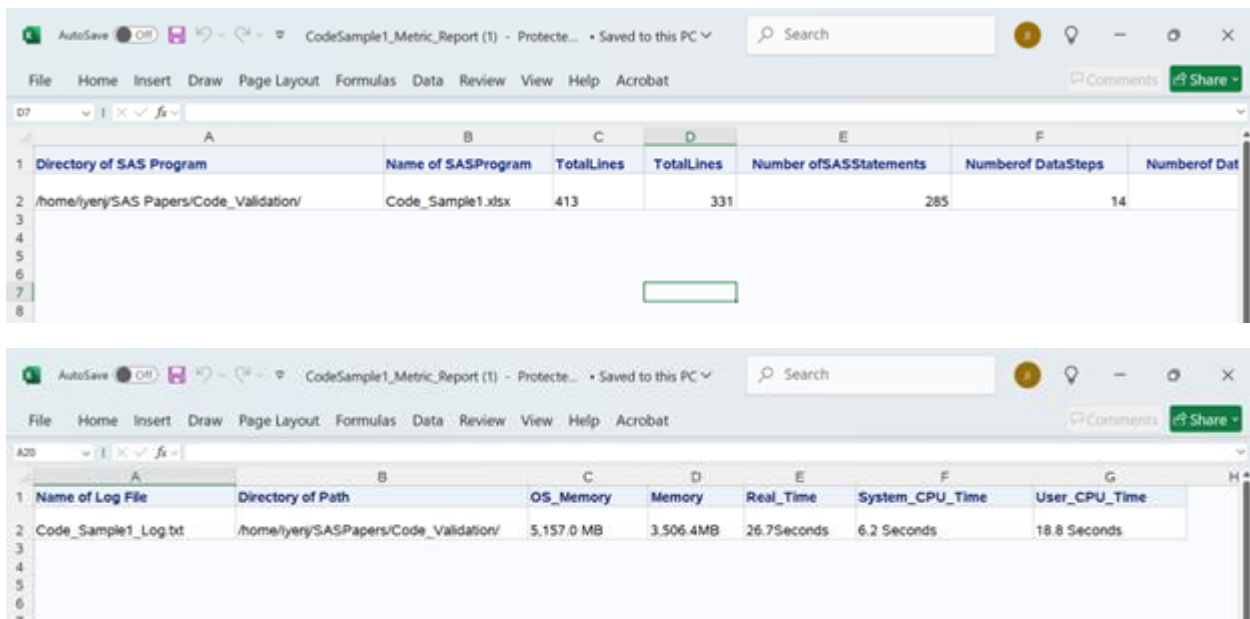 AutoSave Off CodeSample1_Metric_Report (1) - Protecte... • Saved to this PC Search
File Home Insert Draw Page Layout Formulas Data Review View Help Acrobat Comments Share
D7 fx
A B C D E F
1 Directory of SAS Program Name of SASProgram TotalLines TotalLines Number ofSASStatements Numberof DataSteps Numberof Dat
2 /home/iyenj/SAS Papers/Code_Validation/ Code_Sample1.xlsx 413 331 285 14
3
4
5
6
7
8
AutoSave Off CodeSample1_Metric_Report (1) - Protecte... • Saved to this PC Search
File Home Insert Draw Page Layout Formulas Data Review View Help Acrobat Comments Share
A20 fx
A B C D E F G H
1 Name of Log File Directory of Path OS_Memory Memory Real_Time System_CPU_Time User_CPU_Time
2 Code_Sample1_Log.txt /home/iyenj/SASPapers/Code_Validation/ 5,157.0 MB 3,506.4MB 26.7Seconds 6.2 Seconds 18.8 Seconds
3
4
5
6